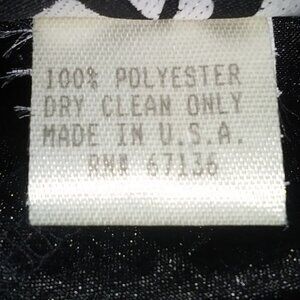 100% POLYESTER
DRY CLEAN ONLY
MADE IN U.S.A.
RN# 67136